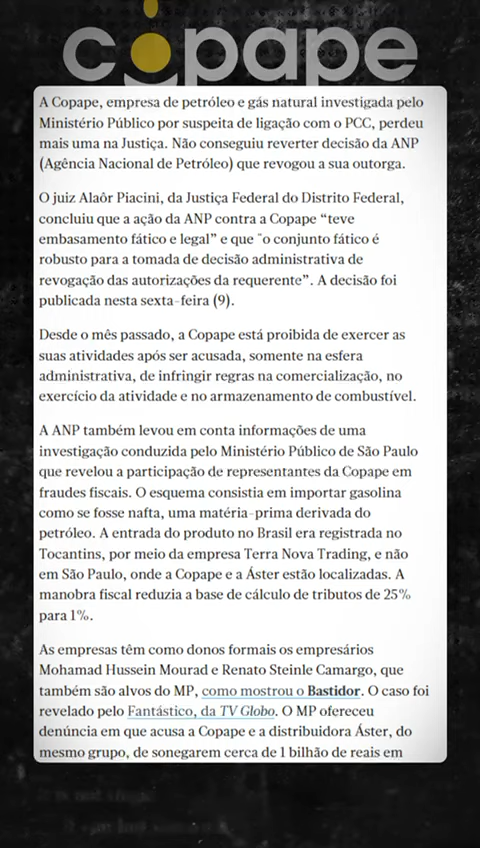 copape
A Copape, empresa de petróleo e gás natural investigada pelo
Ministério Público por suspeita de ligação com o PCC, perdeu
mais uma na Justiça. Não conseguiu reverter decisão da ANP
(Agência Nacional de Petróleo) que revogou a sua outorga.
O juiz Alaôr Piacini, da Justiça Federal do Distrito Federal,
concluiu que a ação da ANP contra a Copape “teve
embasamento fático e legal” e que "o conjunto fático é
robusto para a tomada de decisão administrativa de
revogação das autorizações da requerente”. A decisão foi
publicada nesta sexta-feira (9).
Desde o mês passado, a Copape está proibida de exercer as
suas atividades após ser acusada, somente na esfera
administrativa, de infringir regras na comercialização, no
exercício da atividade e no armazenamento de combustível.
A ANP também levou em conta informações de uma
investigação conduzida pelo Ministério Público de São Paulo
que revelou a participação de representantes da Copape em
fraudes fiscais. O esquema consistia em importar gasolina
como se fosse nafta, uma matéria-prima derivada do
petróleo. A entrada do produto no Brasil era registrada no
Tocantins, por meio da empresa Terra Nova Trading, e não
em São Paulo, onde a Copape e a Áster estão localizadas. A
manobra fiscal reduzia a base de cálculo de tributos de 25%
para 1%.
As empresas têm como donos formais os empresários
Mohamad Hussein Mourad e Renato Steinle Camargo, que
também são alvos do MP, como mostrou o Bastidor. O caso foi
revelado pelo Fantástico, da TV Globo. O MP ofereceu
denúncia em que acusa a Copape e a distribuidora Áster, do
mesmo grupo, de sonegarem cerca de 1 bilhão de reais em